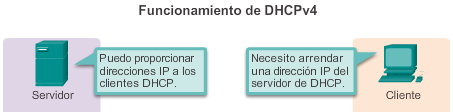 Funcionamiento de DHCPv4
Puedo proporcionar
direcciones IP a los
clientes DHCP.
Necesito arrendar
una dirección IP del
servidor de DHCP.
Servidor
Cliente